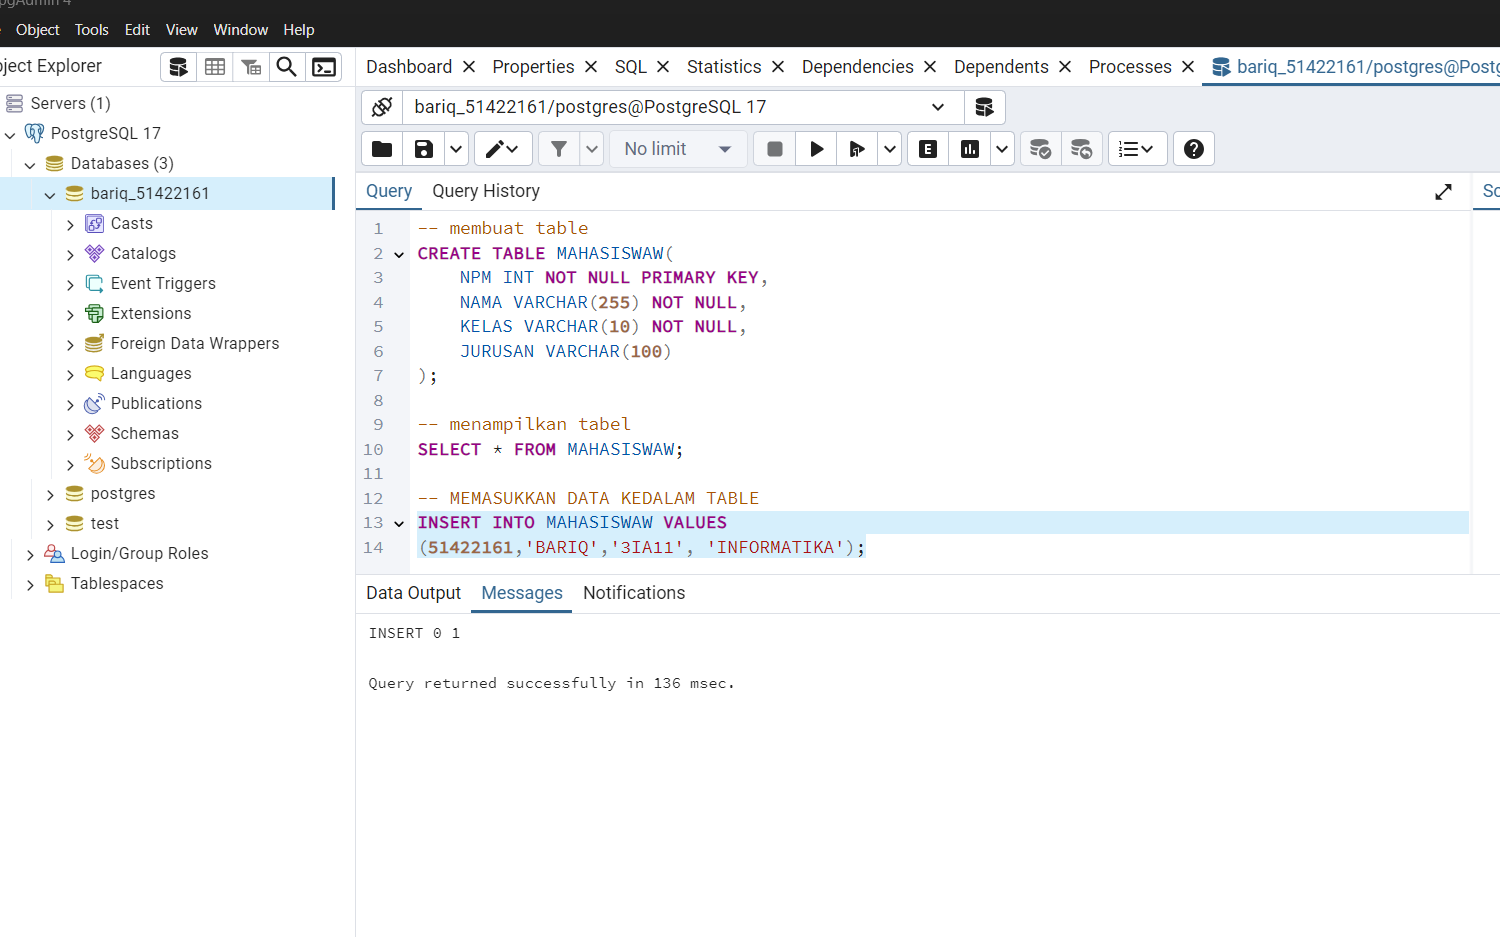 pgAdmin 4
Object Tools Edit View Window Help
ject Explorer
Dashboard Properties SQL Statistics Dependencies Dependents Processes bariq_51422161/postgres@Postg
Servers (1)
PostgreSQL 17
Databases (3)
bariq_51422161
Casts
Catalogs
Event Triggers
Extensions
Foreign Data Wrappers
Languages
Publications
Schemas
Subscriptions
postgres
test
Login/Group Roles
Tablespaces
bariq_51422161/postgres@PostgreSQL 17
No limit
E
Query Query History
Sc
1 -- membuat table
2 CREATE TABLE MAHASISWAW(
3 NPM INT NOT NULL PRIMARY KEY,
4 NAMA VARCHAR(255) NOT NULL,
5 KELAS VARCHAR(10) NOT NULL,
6 JURUSAN VARCHAR(100)
7 );
8
9 -- menampilkan tabel
10 SELECT * FROM MAHASISWAW;
11
12 -- MEMASUKKAN DATA KEDALAM TABLE
13 INSERT INTO MAHASISWAW VALUES
14 (51422161,'BARIQ','3IA11', 'INFORMATIKA');
Data Output Messages Notifications
INSERT 0 1
Query returned successfully in 136 msec.